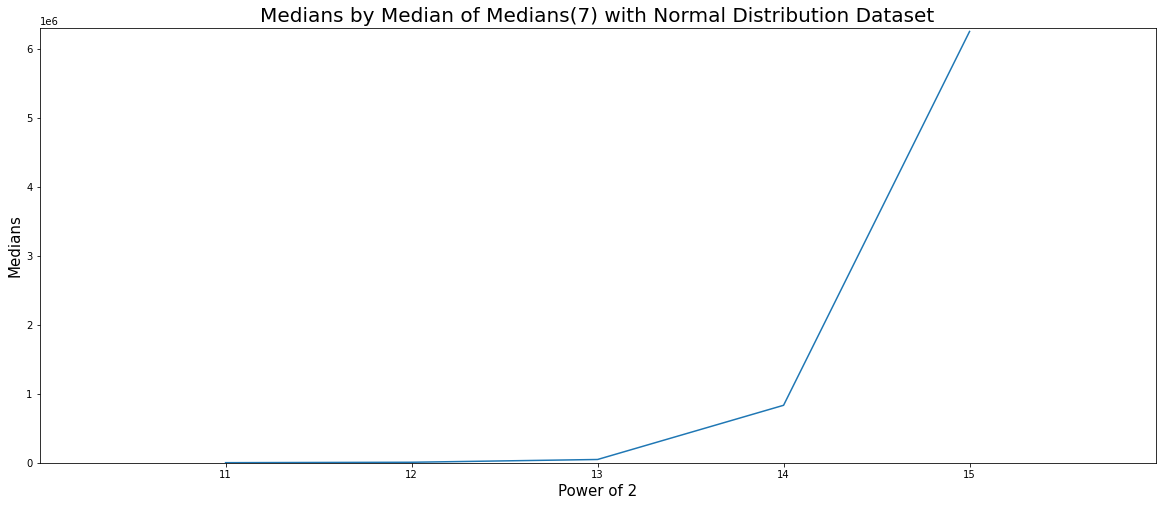 Medians by Median of Medians(7) with Normal Distribution Dataset
1e6
6
5
4
3
2
1
0
Medians
11 12 13 14 15
Power of 2